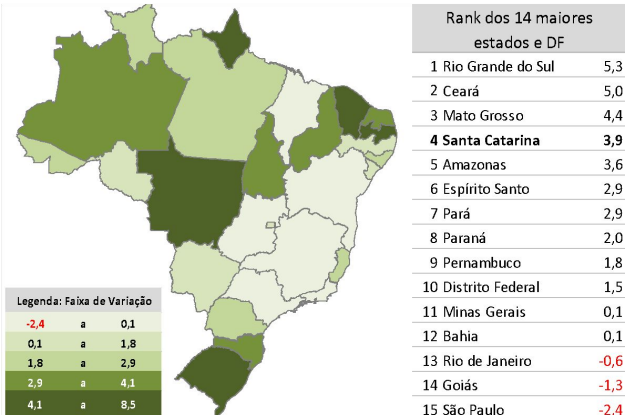 Rank dos 14 maiores
estados e DF
1 Rio Grande do Sul 5,3
2 Ceará 5,0
3 Mato Grosso 4,4
4 Santa Catarina 3,9
5 Amazonas 3,6
6 Espírito Santo 2,9
7 Pará 2,9
8 Paraná 2,0
9 Pernambuco 1,8
10 Distrito Federal 1,5
11 Minas Gerais 0,1
12 Bahia 0,1
13 Rio de Janeiro -0,6
14 Goiás -1,3
15 São Paulo -2,4
Legenda: Faixa de Variação
-2,4 a 0,1
0,1 a 1,8
1,8 a 2,9
2,9 a 4,1
4,1 a 8,5